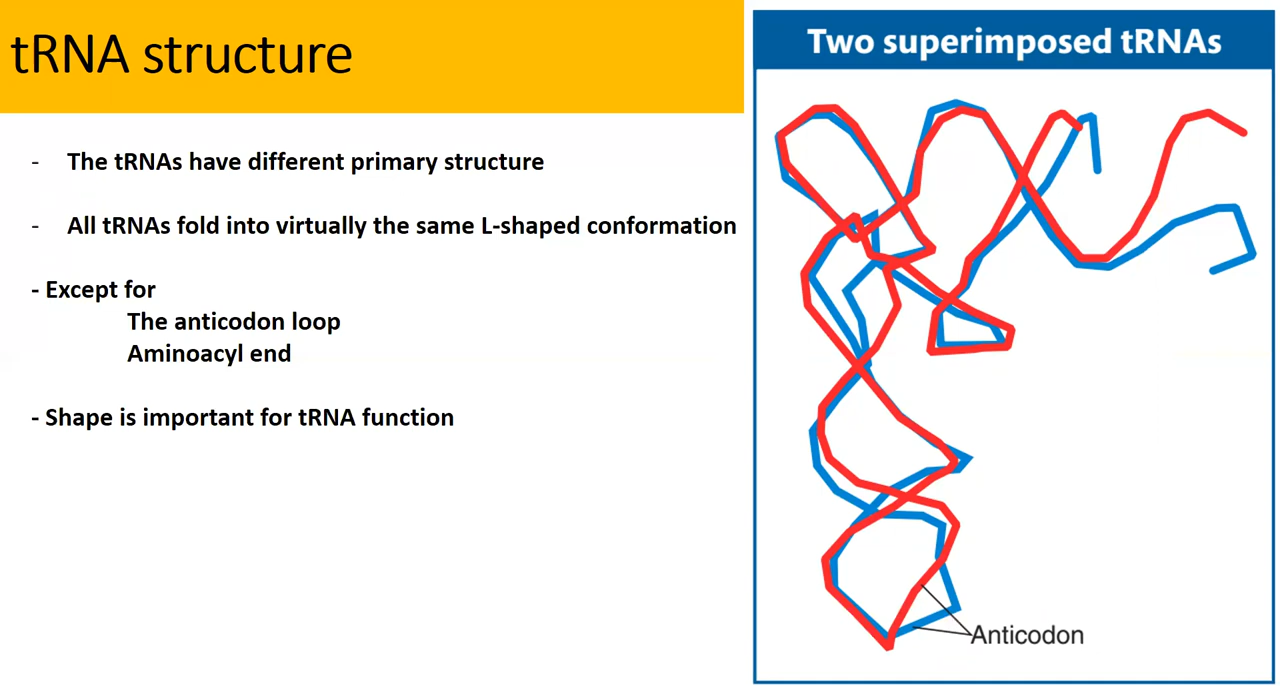 tRNA structure
- The tRNAs have different primary structure
- All tRNAs fold into virtually the same L-shaped conformation
- Except for
The anticodon loop
Aminoacyl end
- Shape is important for tRNA function
Two superimposed tRNAs
Anticodon